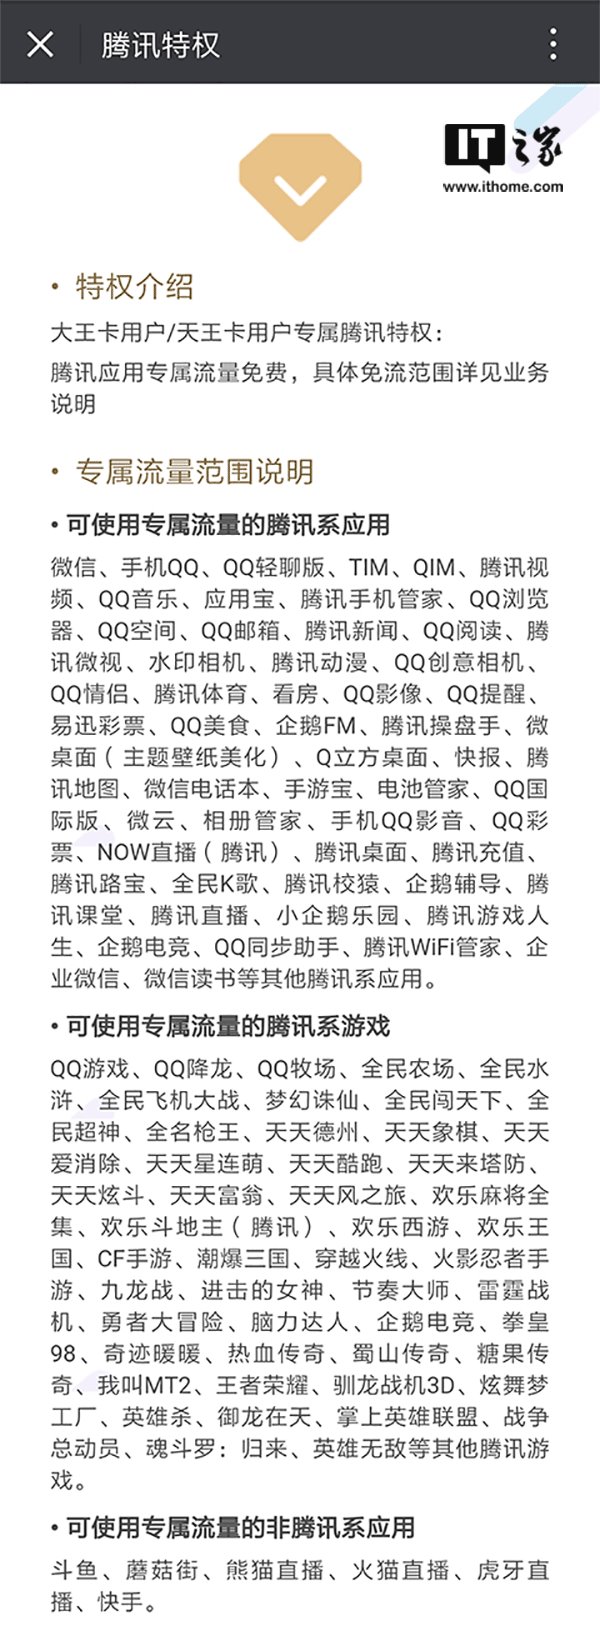 腾讯特权
IT之家
www.ithome.com
• 特权介绍
大王卡用户/天王卡用户专属腾讯特权：
腾讯应用专属流量免费，具体免流范围详见业务
说明
• 专属流量范围说明
• 可使用专属流量的腾讯系应用
微信、手机QQ、QQ轻聊版、TIM、QIM、腾讯视
频、QQ音乐、应用宝、腾讯手机管家、QQ浏览
器、QQ空间、QQ邮箱、腾讯新闻、QQ阅读、腾
讯微视、水印相机、腾讯动漫、QQ创意相机、
QQ情侣、腾讯体育、看房、QQ影像、QQ提醒、
易迅彩票、QQ美食、企鹅FM、腾讯操盘手、微
桌面（主题壁纸美化）、Q立方桌面、快报、腾
讯地图、微信电话本、手游宝、电池管家、QQ国
际版、微云、相册管家、手机QQ影音、QQ彩
票、NOW直播（腾讯）、腾讯桌面、腾讯充值、
腾讯路宝、全民K歌、腾讯校猿、企鹅辅导、腾
讯课堂、腾讯直播、小企鹅乐园、腾讯游戏人
生、企鹅电竞、QQ同步助手、腾讯WiFi管家、企
业微信、微信读书等其他腾讯系应用。
• 可使用专属流量的腾讯系游戏
QQ游戏、QQ降龙、QQ牧场、全民农场、全民水
浒、全民飞机大战、梦幻诛仙、全民闯天下、全
民超神、全名枪王、天天德州、天天象棋、天天
爱消除、天天星连萌、天天酷跑、天天来塔防、
天天炫斗、天天富翁、天天风之旅、欢乐麻将全
集、欢乐斗地主（腾讯）、欢乐西游、欢乐王
国、CF手游、潮爆三国、穿越火线、火影忍者手
游、九龙战、进击的女神、节奏大师、雷霆战
机、勇者大冒险、脑力达人、企鹅电竞、拳皇
98、奇迹暖暖、热血传奇、蜀山传奇、糖果传
奇、我叫MT2、王者荣耀、驯龙战机3D、炫舞梦
工厂、英雄杀、御龙在天、掌上英雄联盟、战争
总动员、魂斗罗：归来、英雄无敌等其他腾讯游
戏。
• 可使用专属流量的非腾讯系应用
斗鱼、蘑菇街、熊猫直播、火猫直播、虎牙直
播、快手。